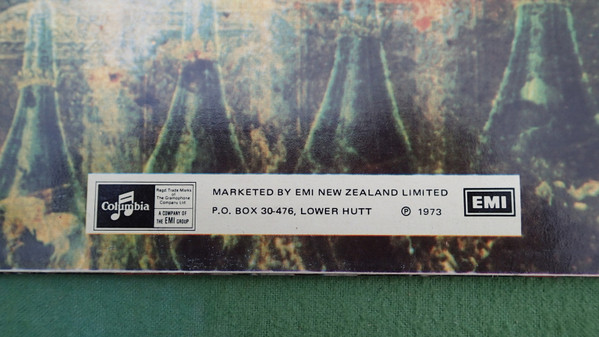 Columbia
Regd Trade Marks
of
The Gramophone
Company Ltd
A COMPANY OF
THE EMI GROUP
MARKETED BY EMI NEW ZEALAND LIMITED
P.O. BOX 30-476, LOWER HUTT ℗ 1973
EMI